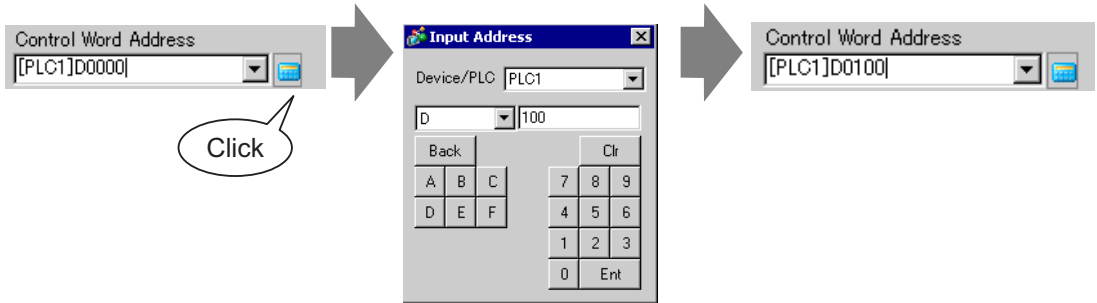 Control Word Address
[PLC1]D0000
Click
Input Address
Device/PLC PLC1
D 100
Back Clr
A B C 7 8 9
D E F 4 5 6
1 2 3
0 Ent
Control Word Address
[PLC1]D0100